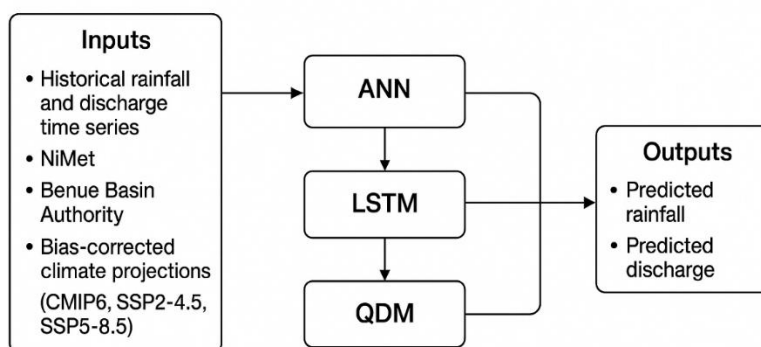 Inputs
• Historical rainfall
and discharge
time series
• NiMet
• Benue Basin
Authority
• Bias-corrected
climate projections
(CMIP6, SSP2-4.5,
SSP5-8.5)
ANN
LSTM
QDM
Outputs
• Predicted
rainfall
• Predicted
discharge